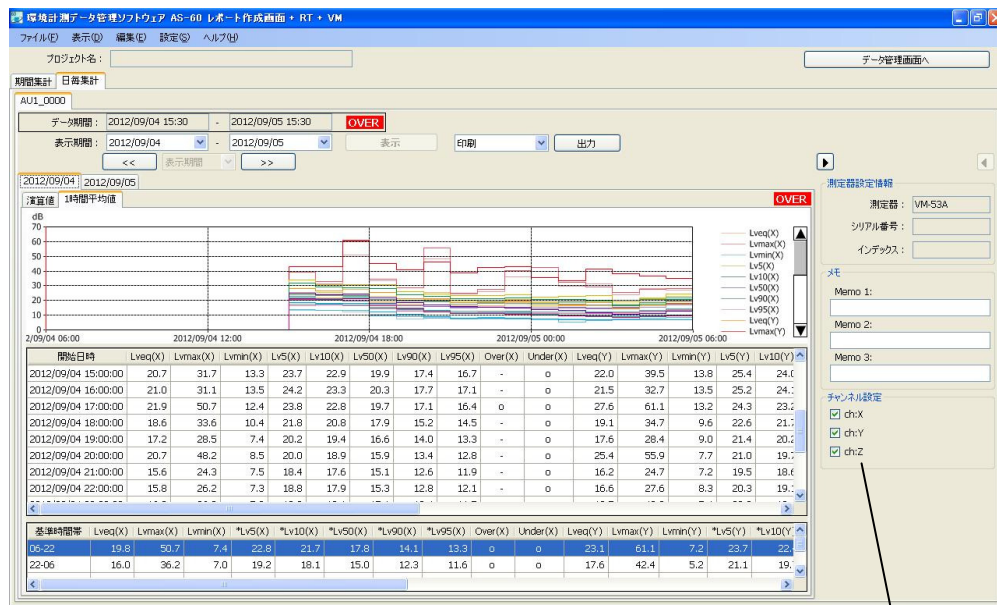 環境計測データ管理ソフトウェア AS-60 レポート作成画面 + RT + VM
ファイル(F) 表示(D) 編集(E) 設定(S) ヘルプ(H)
プロジェクト名：
データ管理画面へ
期間集計 日毎集計
AU1_0000
データ期間： 2012/09/04 15:30 - 2012/09/05 15:30 OVER
表示期間： 2012/09/04 - 2012/09/05 表示 印刷 出力
<< 表示期間 >>
2012/09/04 2012/09/05
演算値 1時間平均値 OVER
dB
70
60
50
40
30
20
10
0
2/09/04 06:00 2012/09/04 12:00 2012/09/04 18:00 2012/09/05 00:00 2012/09/05 06:00
Lveq(X)
Lvmax(X)
Lvmin(X)
Lv5(X)
Lv10(X)
Lv50(X)
Lv90(X)
Lv95(X)
Lveq(Y)
Lvmax(Y)
開始日時 Lveq(X) Lvmax(X) Lvmin(X) Lv5(X) Lv10(X) Lv50(X) Lv90(X) Lv95(X) Over(X) Under(X) Lveq(Y) Lvmax(Y) Lvmin(Y) Lv5(Y) Lv10(Y)
2012/09/04 15:00:00 20.7 31.7 13.3 23.7 22.9 19.9 17.4 16.7 - o 22.0 39.5 13.8 25.4 24.
2012/09/04 16:00:00 21.0 31.1 13.5 24.2 23.3 20.3 17.7 17.1 - o 21.5 32.7 13.5 25.2 24.
2012/09/04 17:00:00 21.9 50.7 12.4 23.8 22.8 19.7 17.1 16.4 o o 27.6 61.1 13.2 24.3 23.2
2012/09/04 18:00:00 18.6 33.6 10.4 21.8 20.8 17.9 15.2 14.5 - o 19.1 34.7 9.6 22.6 21.
2012/09/04 19:00:00 17.2 28.5 7.4 20.2 19.4 16.6 14.0 13.3 - o 17.6 28.4 9.0 21.4 20.2
2012/09/04 20:00:00 20.7 48.2 8.5 20.0 18.9 15.9 13.4 12.8 - o 25.4 55.9 7.7 21.0 19.
2012/09/04 21:00:00 15.6 24.3 7.5 18.4 17.6 15.1 12.6 11.9 - o 16.2 24.7 7.2 19.5 18.6
2012/09/04 22:00:00 15.8 26.2 7.3 18.8 17.9 15.3 12.8 12.1 - o 16.6 27.6 8.3 20.3 19.
基準時間帯 Lveq(X) Lvmax(X) Lvmin(X) *Lv5(X) *Lv10(X) *Lv50(X) *Lv90(X) *Lv95(X) Over(X) Under(X) Lveq(Y) Lvmax(Y) Lvmin(Y) *Lv5(Y) *Lv10(Y)
06-22 19.8 50.7 7.4 22.8 21.7 17.8 14.1 13.3 o o 23.1 61.1 7.2 23.7 22.
22-06 16.0 36.2 7.0 19.2 18.1 15.0 12.3 11.6 o o 17.6 42.4 5.2 21.1 19.
測定器設定情報
測定器： VM-53A
シリアル番号：
インデックス：
メモ
Memo 1:
Memo 2:
Memo 3:
チャンネル設定
ch:X
ch:Y
ch:Z